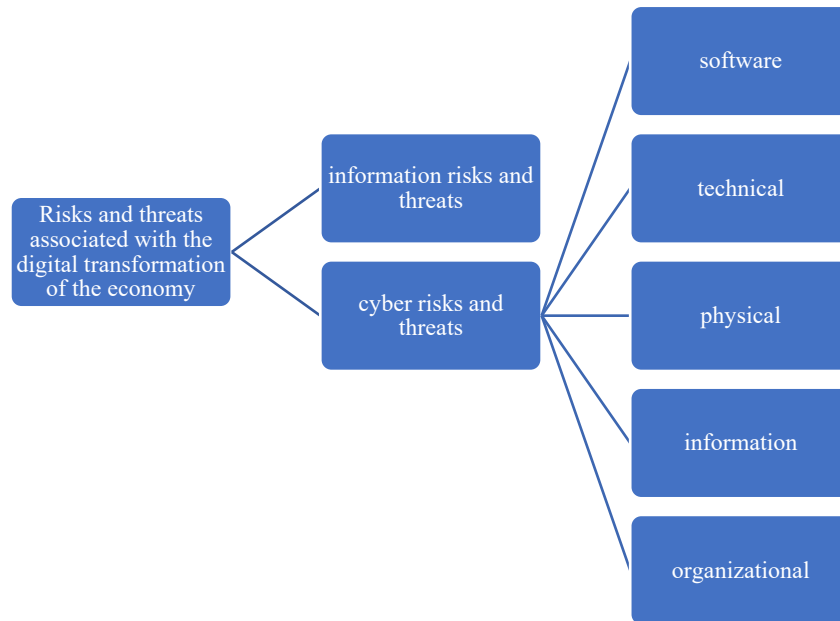 Risks and threats
associated with the
digital transformation
of the economy
information risks and
threats
cyber risks and
threats
software
technical
physical
information
organizational